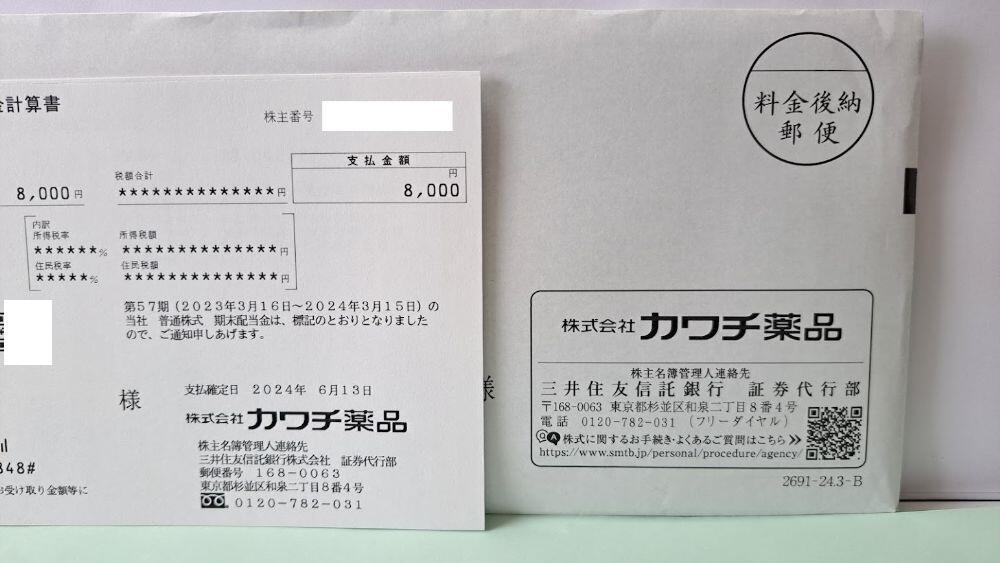 金計算書
株主番号
税額合計
支払金額
円
8,000円
**************円
8,000
内訳
所得税率
所得税額
******%
**************円
住民税率
住民税額
*****%
**************円
第57期（2023年3月16日～2024年3月15日）の
当社　普通株式　期末配当金は、標記のとおりとなりました
ので、ご通知申しあげます。
様
支払確定日　2024年　6月13日
株式会社カワチ薬品
株主名簿管理人連絡先
三井住友信託銀行株式会社　証券代行部
郵便番号　168-0063
東京都杉並区和泉二丁目8番4号
0120-782-031
848#
お受け取り金額等に
料金後納
郵便
様
株式会社カワチ薬品
株主名簿管理人連絡先
三井住友信託銀行　証券代行部
〒168-0063　東京都杉並区和泉二丁目8番4号
電話　0120-782-031　（フリーダイヤル）
QA株式に関するお手続き・よくあるご質問はこちら
https://www.smtb.jp/personal/procedure/agency/
2691-24.3-B